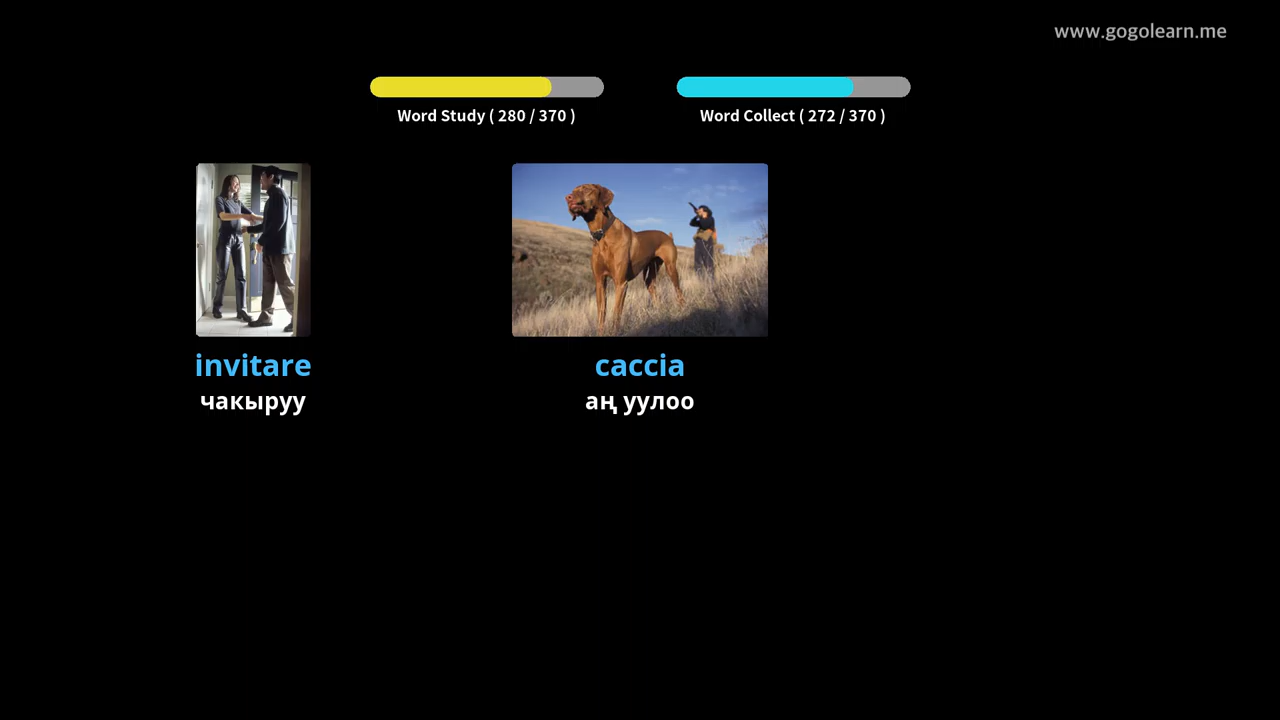 www.gogolearn.me
Word Study ( 280 / 370 )
Word Collect ( 272 / 370 )
invitare
чакыруу
caccia
аң уулоо